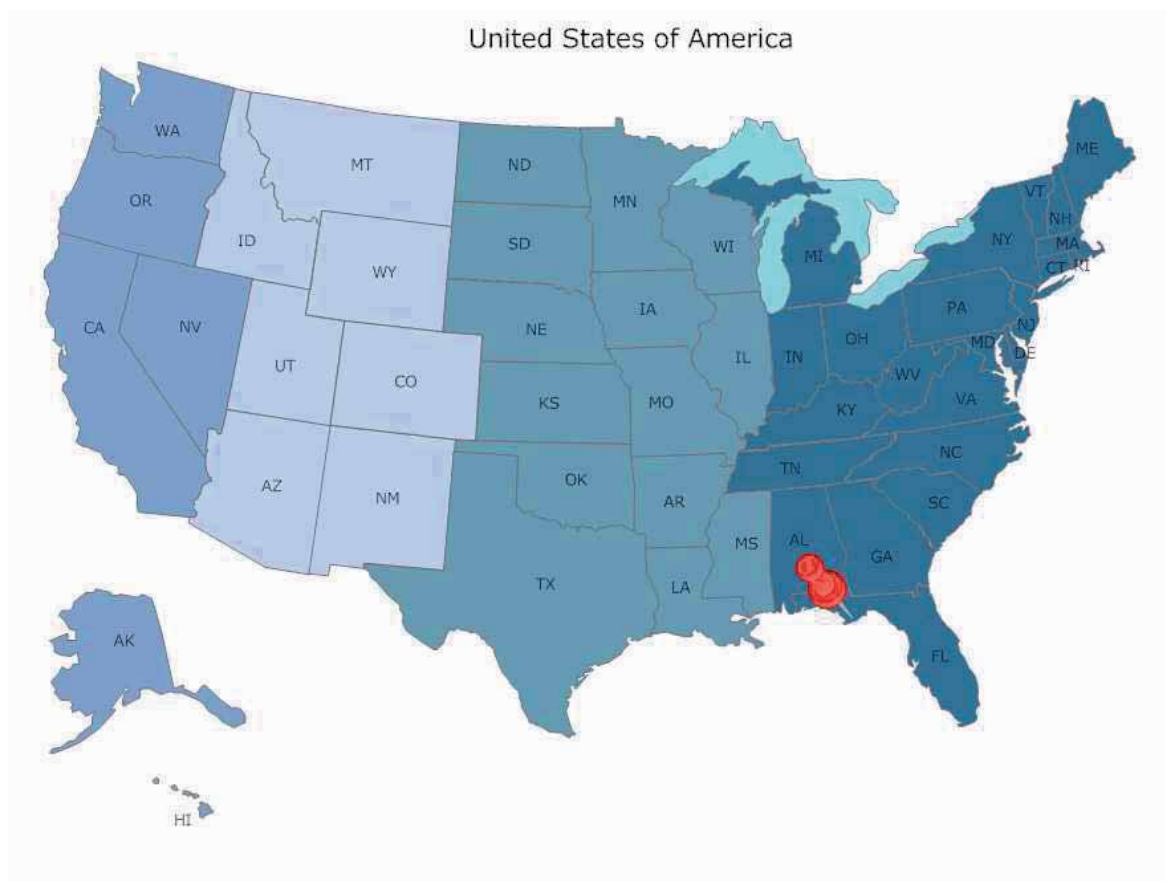 United States of America
WA
MT
ND
MN
ME
OR
ID
SD
WI
MI
VT
NH
NY
MA
CT
RI
WY
CA
NV
NE
IA
PA
NJ
UT
CO
IL
IN
OH
MD
DE
WV
KS
MO
KY
VA
AZ
NM
OK
AR
TN
NC
SC
MS
AL
GA
TX
LA
FL
AK
HI